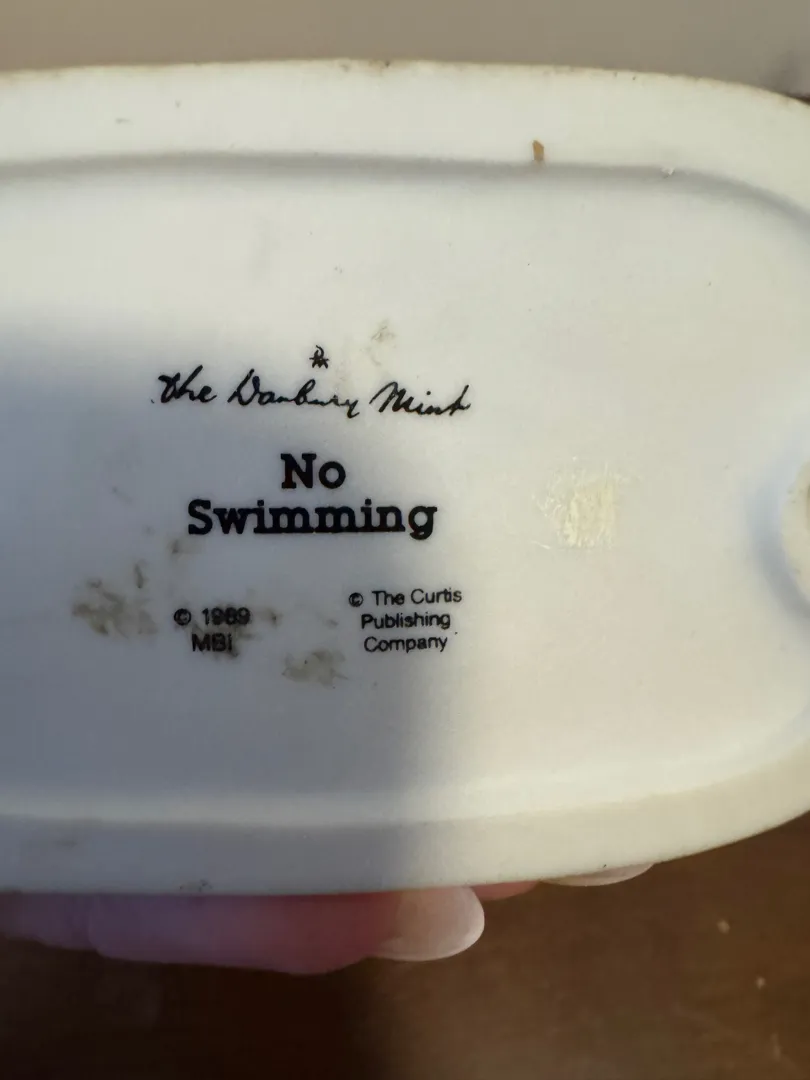 The Danbury Mint
No
Swimming
© 1989
MBI
© The Curtis
Publishing
Company